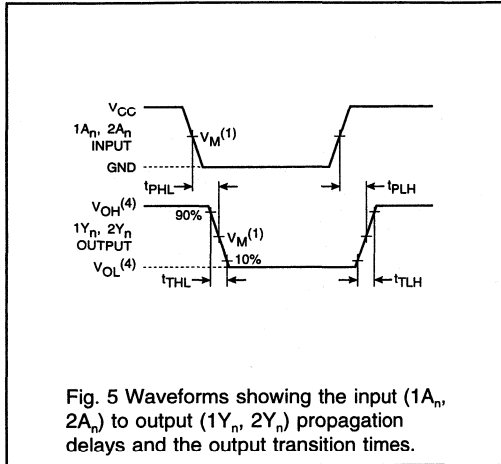 VCC
1An, 2An
INPUT
VM(1)
GND
tPHL
tPLH
VOH(4)
90%
1Yn, 2Yn
OUTPUT
VM(1)
VOL(4)
10%
tTHL
tTLH
Fig. 5 Waveforms showing the input (1An,
2An) to output (1Yn, 2Yn) propagation
delays and the output transition times.